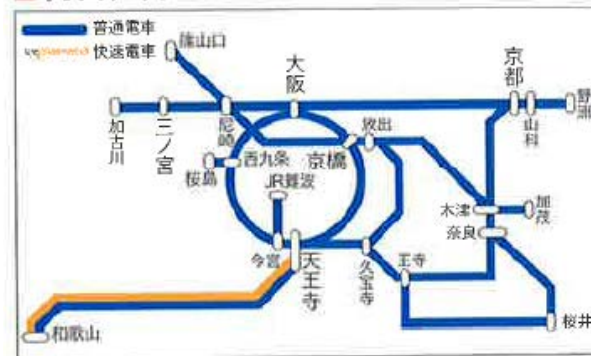 普通電車
快速電車
篠山口
大阪
京都
加古川
三ノ宮
尼崎
山科
野洲
放出
京橋
西九条
桜島
JR難波
木津
加茂
奈良
今宮
天王寺
久宝寺
王寺
桜井
和歌山